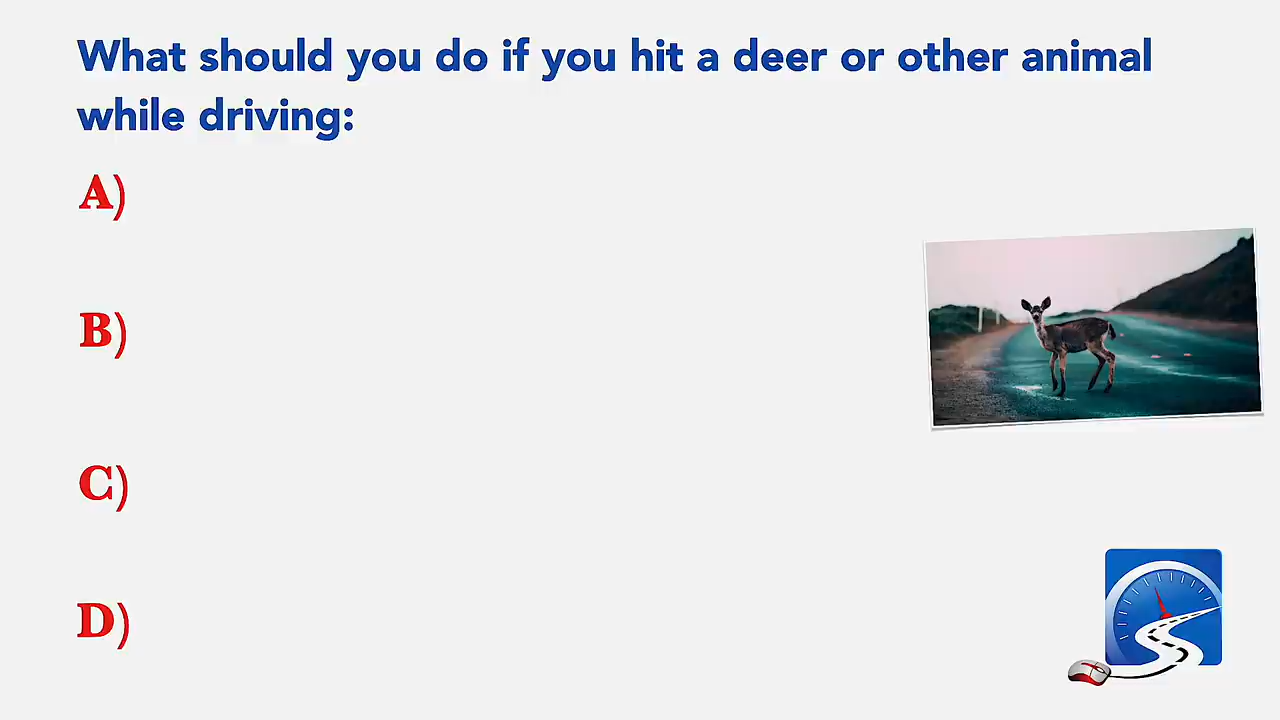 What should you do if you hit a deer or other animal
while driving:
A)
B)
C)
D)